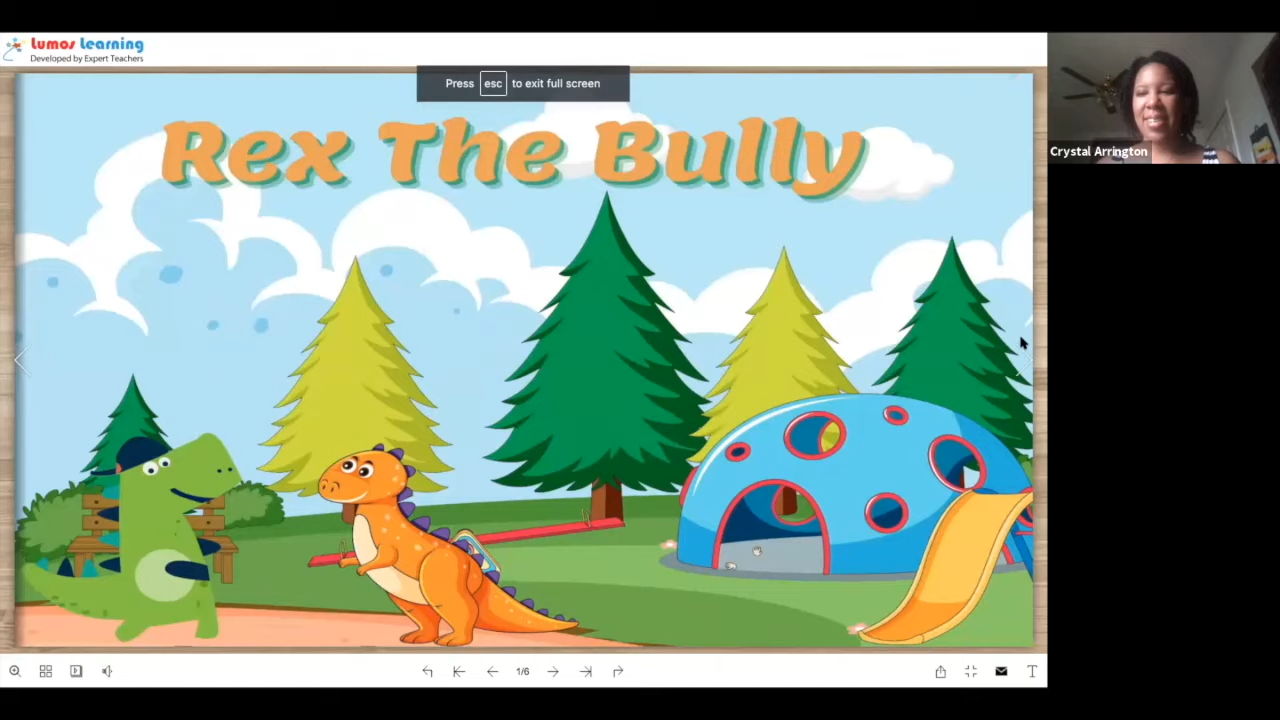 Lumos Learning
Developed by Expert Teachers
Press esc to exit full screen
Rex The Bully
Crystal Arrington
1/6
T